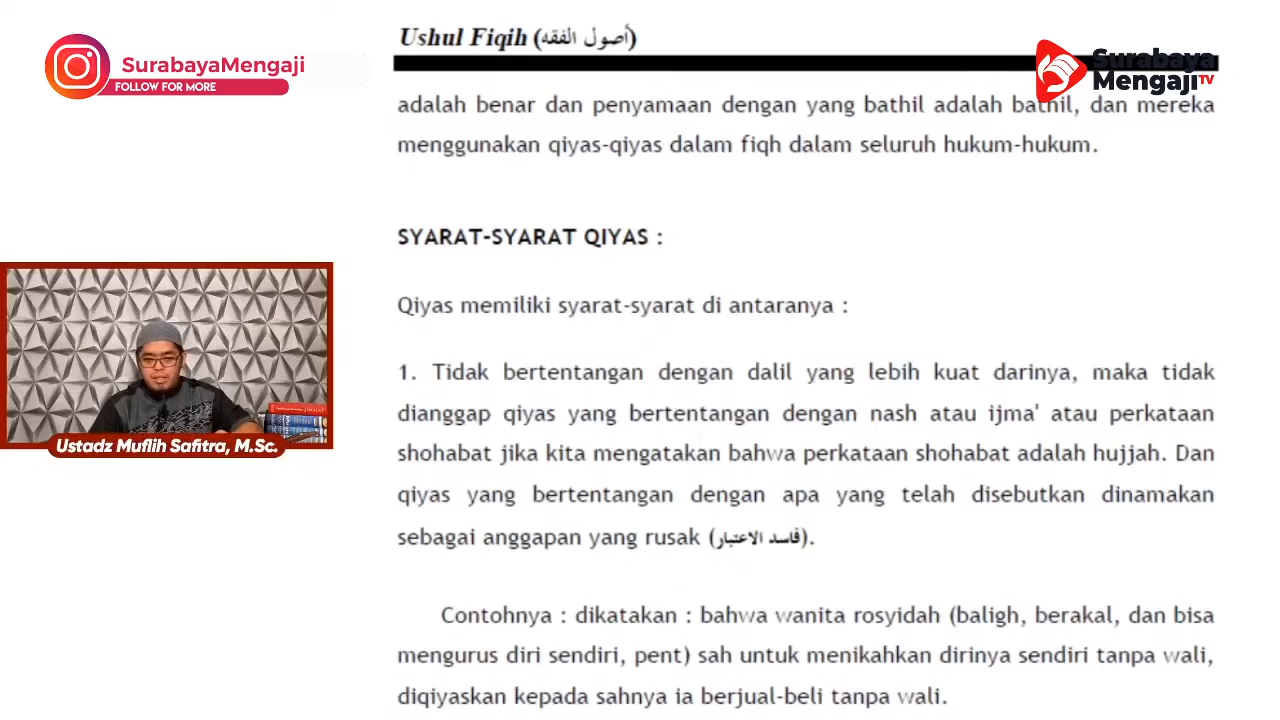 Ushul Fiqih (أصول الفقه)
SurabayaMengaji
FOLLOW FOR MORE
Surabaya
MengajiTV
adalah benar dan penyamaan dengan yang bathil adalah bathil, dan mereka
menggunakan qiyas-qiyas dalam fiqh dalam seluruh hukum-hukum.
SYARAT-SYARAT QIYAS :
Qiyas memiliki syarat-syarat di antaranya :
1. Tidak bertentangan dengan dalil yang lebih kuat darinya, maka tidak
dianggap qiyas yang bertentangan dengan nash atau ijma' atau perkataan
shohabat jika kita mengatakan bahwa perkataan shohabat adalah hujjah. Dan
qiyas yang bertentangan dengan apa yang telah disebutkan dinamakan
sebagai anggapan yang rusak (فاسد الاعتبار).
Contohnya : dikatakan : bahwa wanita rosyidah (baligh, berakal, dan bisa
mengurus diri sendiri, pent) sah untuk menikahkan dirinya sendiri tanpa wali,
diqiyaskan kepada sahnya ia berjual-beli tanpa wali.
Ustadz Muflih Safitra, M.Sc.